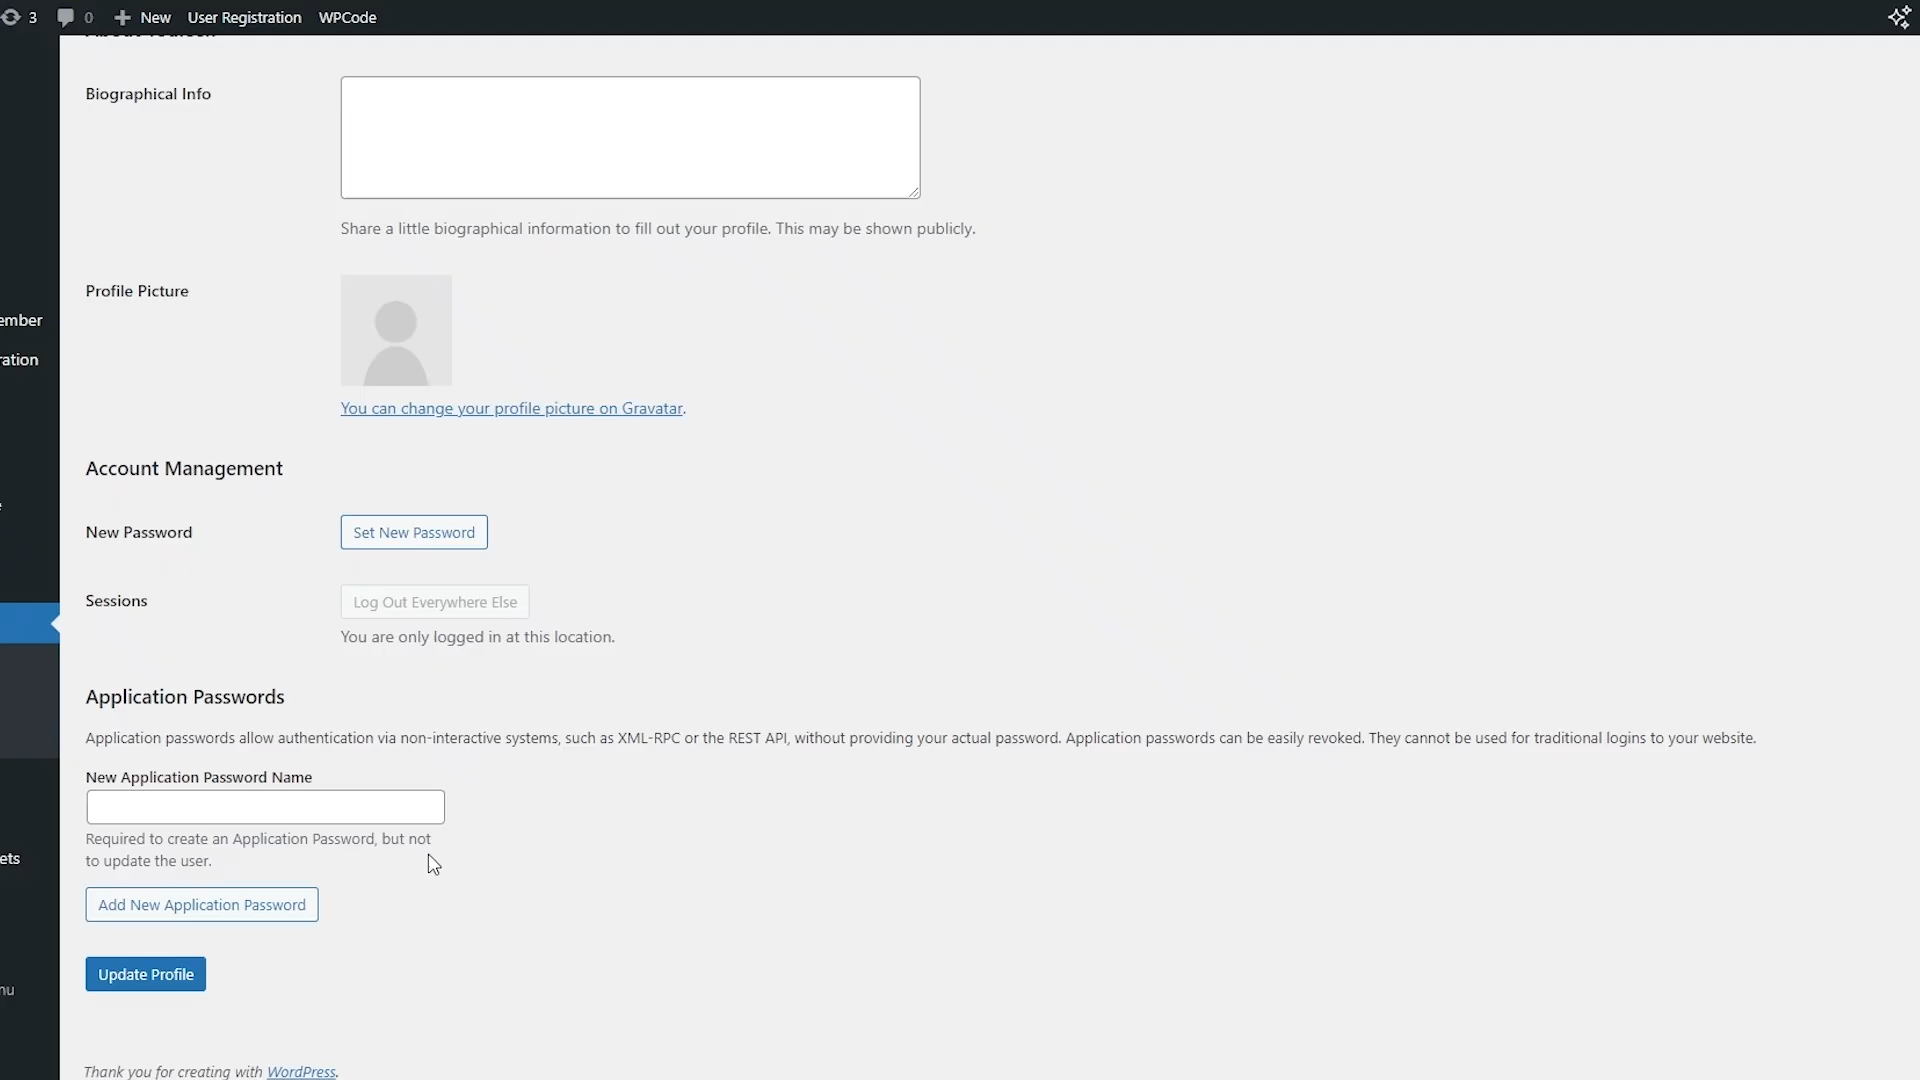 3 0 New User Registration WPCode
Biographical Info
Share a little biographical information to fill out your profile. This may be shown publicly.
Profile Picture
ember
ration
You can change your profile picture on Gravatar.
Account Management
New Password
Set New Password
Sessions
Log Out Everywhere Else
You are only logged in at this location.
Application Passwords
Application passwords allow authentication via non-interactive systems, such as XML-RPC or the REST API, without providing your actual password. Application passwords can be easily revoked. They cannot be used for traditional logins to your website.
New Application Password Name
Required to create an Application Password, but not
to update the user.
ets
Add New Application Password
Update Profile
nu
Thank you for creating with WordPress.